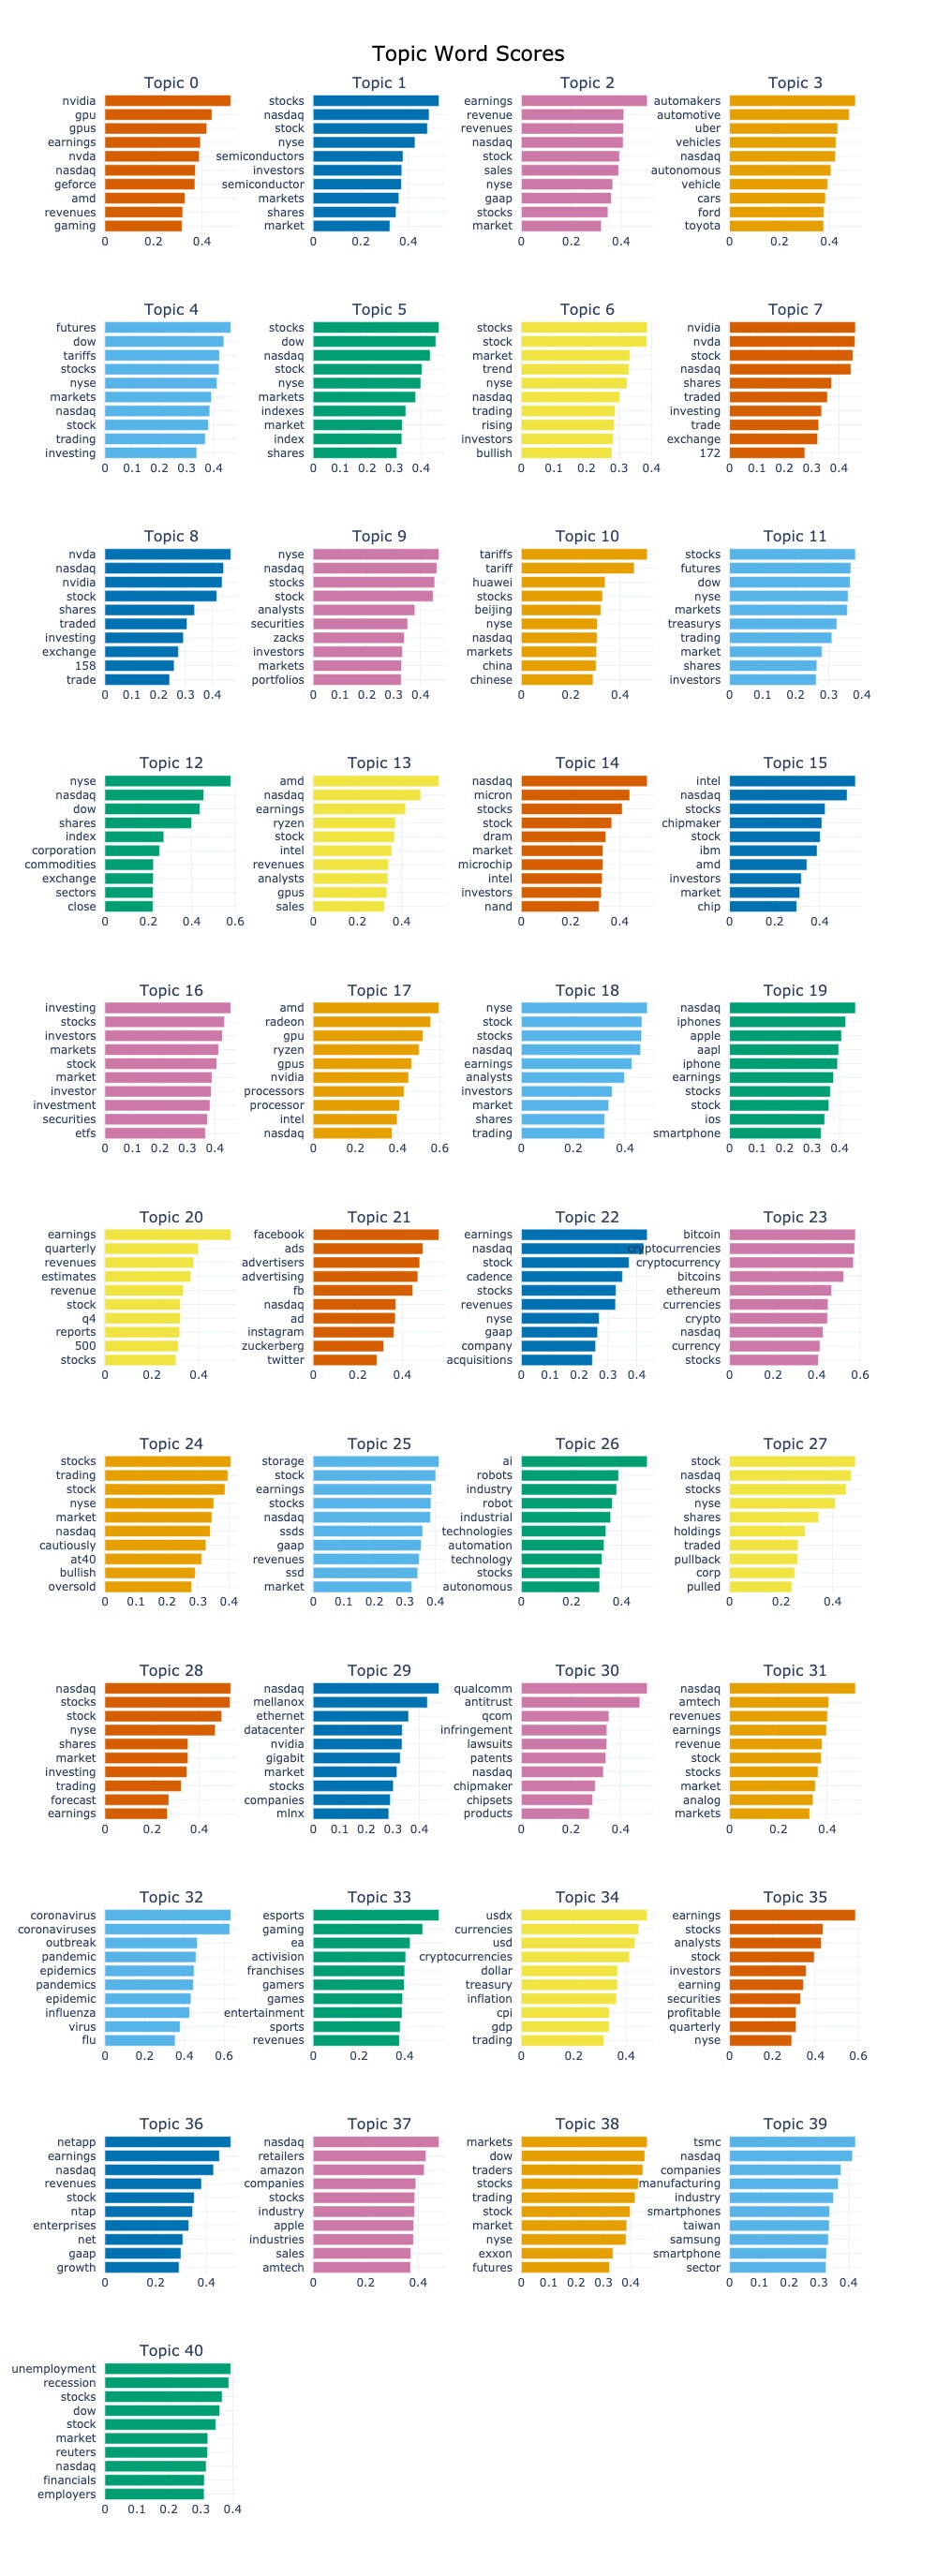 Topic Word Scores
Topic 0
nvidia
gpu
gpus
earnings
nvda
nasdaq
geforce
amd
revenues
gaming
0 0.2 0.4
Topic 1
stocks
nasdaq
stock
nyse
semiconductors
investors
semiconductor
markets
shares
market
0 0.2 0.4
Topic 2
earnings
revenue
revenues
nasdaq
stock
sales
nyse
gaap
stocks
market
0 0.2 0.4
Topic 3
automakers
automotive
uber
vehicles
nasdaq
autonomous
vehicle
cars
ford
toyota
0 0.2 0.4
Topic 4
futures
dow
tariffs
stocks
nyse
markets
nasdaq
stock
trading
investing
0 0.1 0.2 0.3 0.4
Topic 5
stocks
dow
nasdaq
stock
nyse
markets
indexes
market
index
shares
0 0.1 0.2 0.3 0.4
Topic 6
stocks
stock
market
trend
nyse
nasdaq
trading
rising
investors
bullish
0 0.1 0.2 0.3 0.4
Topic 7
nvidia
nvda
stock
nasdaq
shares
traded
investing
trade
exchange
172
0 0.1 0.2 0.3 0.4
Topic 8
nvda
nasdaq
nvidia
stock
shares
traded
investing
exchange
158
trade
0 0.1 0.2 0.3 0.4
Topic 9
nyse
nasdaq
stocks
stock
analysts
securities
zacks
investors
markets
portfolios
0 0.2 0.4
Topic 10
tariffs
tariff
huawei
stocks
beijing
nyse
nasdaq
markets
china
chinese
0 0.2 0.4
Topic 11
stocks
futures
dow
nyse
markets
treasurys
trading
market
shares
investors
0 0.1 0.2 0.3 0.4
Topic 12
nyse
nasdaq
dow
shares
index
corporation
commodities
exchange
sectors
close
0 0.2 0.4 0.6
Topic 13
amd
nasdaq
earnings
ryzen
stock
intel
revenues
analysts
gpus
sales
0 0.2 0.4
Topic 14
nasdaq
micron
stocks
stock
dram
market
microchip
intel
investors
nand
0 0.2 0.4
Topic 15
intel
nasdaq
stocks
chipmaker
stock
ibm
amd
investors
market
chip
0 0.2 0.4
Topic 16
investing
stocks
investors
markets
stock
market
investor
investment
securities
etfs
0 0.1 0.2 0.3 0.4
Topic 17
amd
radeon
gpu
ryzen
gpus
nvidia
processors
processor
intel
nasdaq
0 0.2 0.4 0.6
Topic 18
nyse
stock
stocks
nasdaq
earnings
analysts
investors
market
shares
trading
0 0.2 0.4
Topic 19
nasdaq
iphones
apple
aapl
iphone
earnings
stocks
stock
ios
smartphone
0 0.1 0.2 0.3 0.4
Topic 20
earnings
quarterly
revenues
estimates
revenue
stock
q4
reports
500
stocks
0 0.2 0.4
Topic 21
facebook
ads
advertisers
advertising
fb
nasdaq
ad
instagram
zuckerberg
twitter
0 0.2 0.4
Topic 22
earnings
nasdaq
stock
cadence
stocks
revenues
nyse
gaap
company
acquisitions
0 0.1 0.2 0.3 0.4
Topic 23
bitcoin
cryptocurrencies
cryptocurrency
bitcoins
ethereum
currencies
crypto
nasdaq
currency
stocks
0 0.2 0.4 0.6
Topic 24
stocks
trading
stock
nyse
market
nasdaq
cautiously
at40
bullish
oversold
0 0.1 0.2 0.3 0.4
Topic 25
storage
stock
earnings
stocks
nasdaq
ssds
gaap
revenues
ssd
market
0 0.1 0.2 0.3 0.4
Topic 26
ai
robots
industry
robot
industrial
technologies
automation
technology
stocks
autonomous
0 0.2 0.4
Topic 27
stock
nasdaq
stocks
nyse
shares
holdings
traded
pullback
corp
pulled
0 0.2 0.4
Topic 28
nasdaq
stocks
stock
nyse
shares
market
investing
trading
forecast
earnings
0 0.2 0.4
Topic 29
nasdaq
mellanox
ethernet
datacenter
nvidia
gigabit
market
stocks
companies
mlnx
0 0.1 0.2 0.3 0.4
Topic 30
qualcomm
antitrust
qcom
infringement
lawsuits
patents
nasdaq
chipmaker
chipsets
products
0 0.2 0.4
Topic 31
nasdaq
amtech
revenues
earnings
revenue
stock
stocks
market
analog
markets
0 0.2 0.4
Topic 32
coronavirus
coronaviruses
outbreak
pandemic
epidemics
pandemics
epidemic
influenza
virus
flu
0 0.2 0.4 0.6
Topic 33
esports
gaming
ea
activision
franchises
gamers
games
entertainment
sports
revenues
0 0.2 0.4
Topic 34
usdx
currencies
usd
cryptocurrencies
dollar
treasury
inflation
cpi
gdp
trading
0 0.2 0.4
Topic 35
earnings
stocks
analysts
stock
investors
earning
securities
profitable
quarterly
nyse
0 0.2 0.4 0.6
Topic 36
netapp
earnings
nasdaq
revenues
stock
ntap
enterprises
net
gaap
growth
0 0.2 0.4
Topic 37
nasdaq
retailers
amazon
companies
stocks
industry
apple
industries
sales
amtech
0 0.2 0.4
Topic 38
markets
dow
traders
stocks
trading
stock
market
nyse
exxon
futures
0 0.1 0.2 0.3 0.4
Topic 39
tsmc
nasdaq
companies
manufacturing
industry
smartphones
taiwan
samsung
smartphone
sector
0 0.1 0.2 0.3 0.4
Topic 40
unemployment
recession
stocks
dow
stock
market
reuters
nasdaq
financials
employers
0 0.1 0.2 0.3 0.4